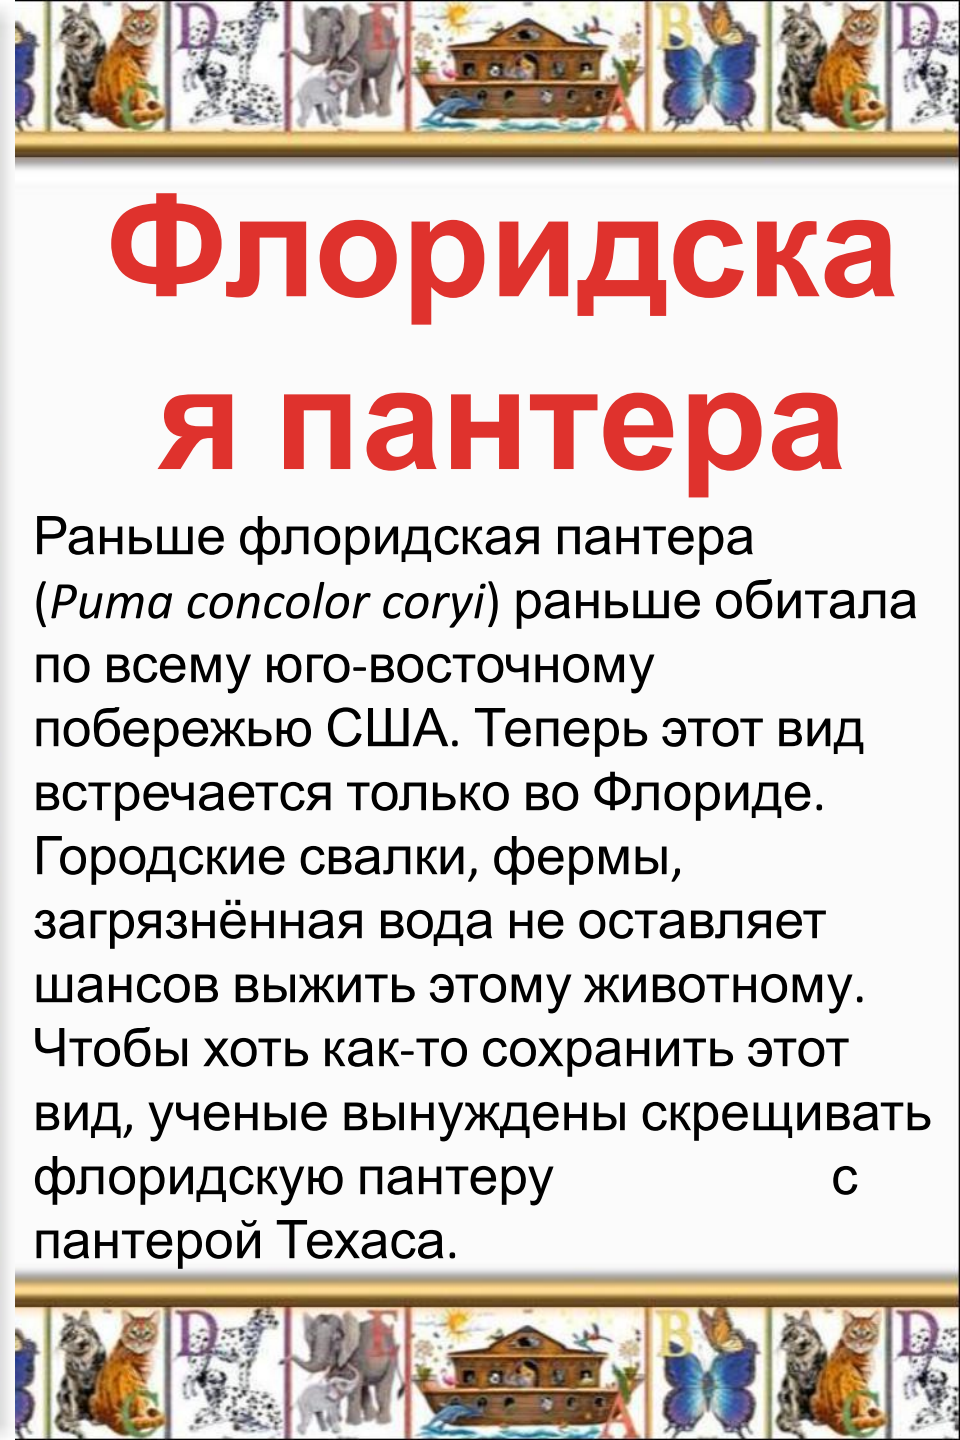 Флоридска
я пантера
Раньше флоридская пантера
(Puma concolor coryi) раньше обитала
по всему юго-восточному
побережью США. Теперь этот вид
встречается только во Флориде.
Городские свалки, фермы,
загрязнённая вода не оставляет
шансов выжить этому животному.
Чтобы хоть как-то сохранить этот
вид, ученые вынуждены скрещивать
флоридскую пантеру с
пантерой Техаса.